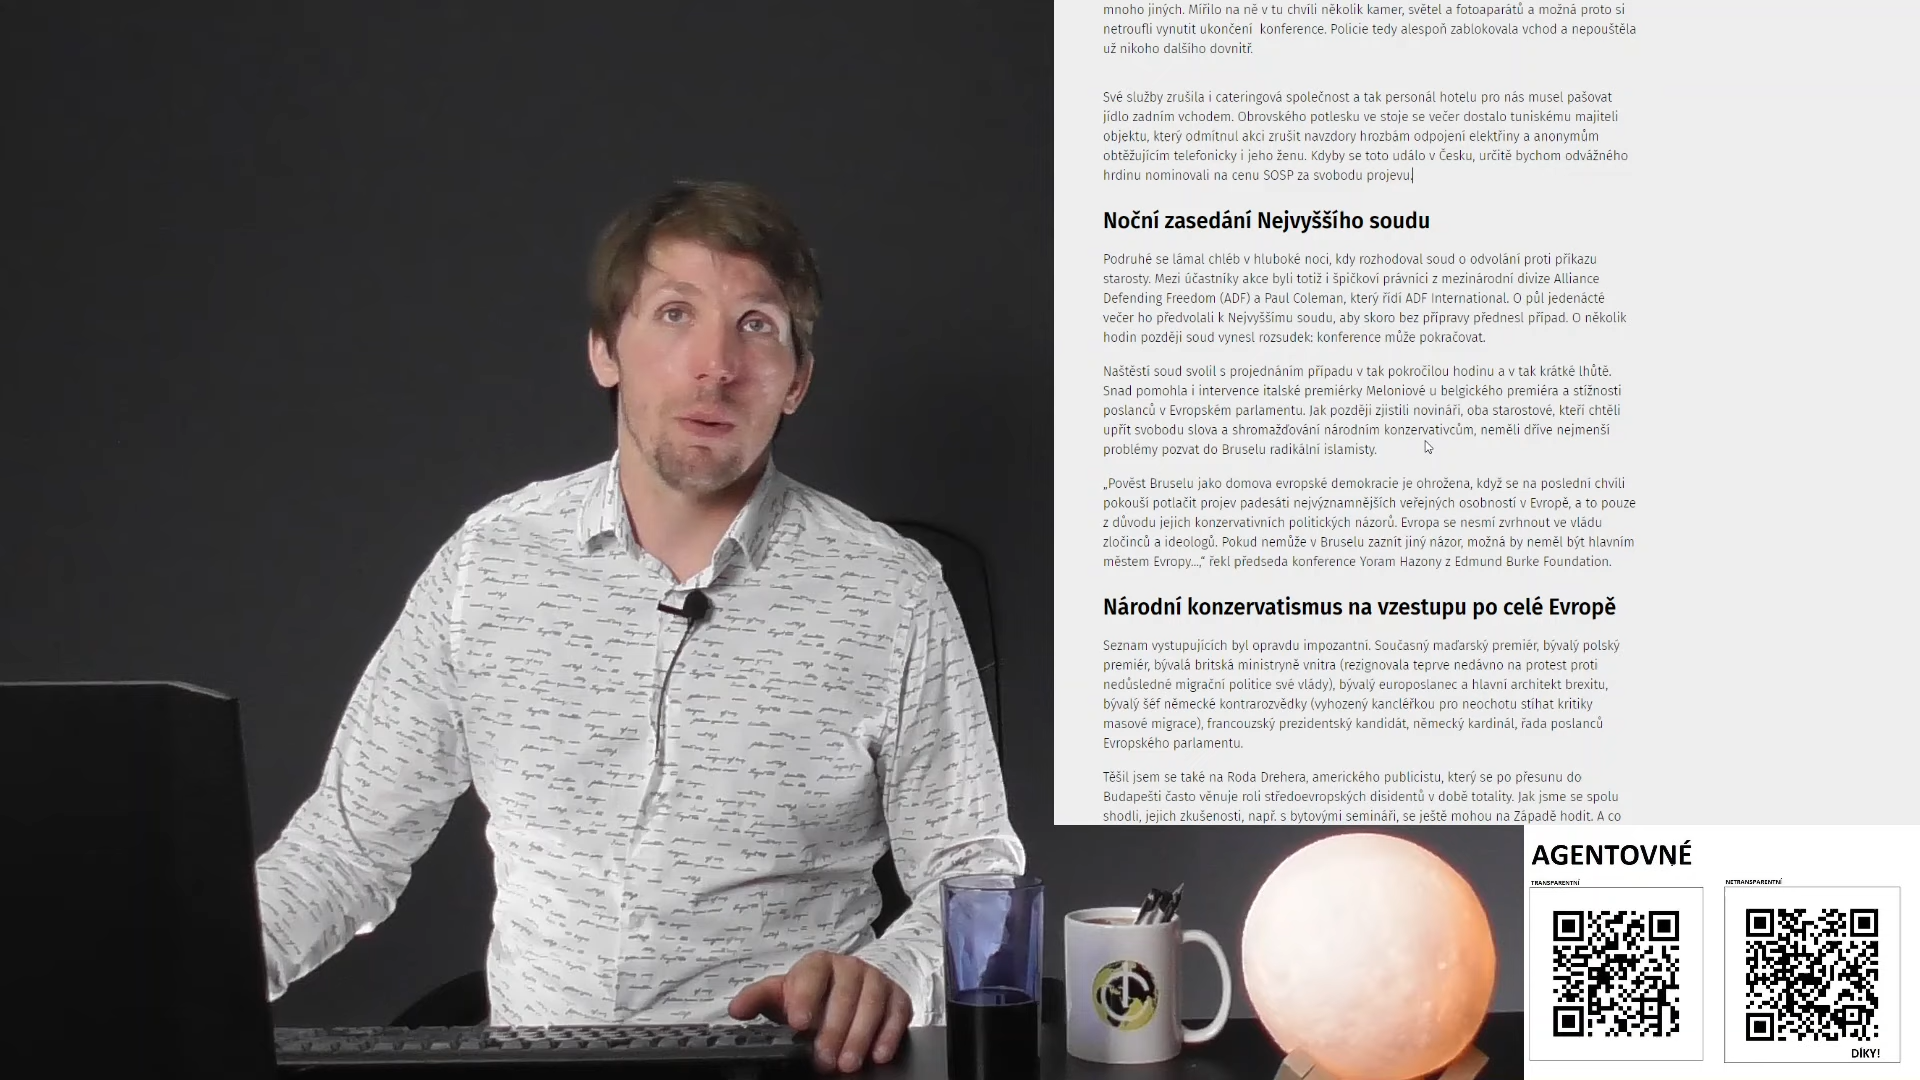 mnoho jiných. Mířilo na ně v tu chvíli několik kamer, světel a fotoaparátů a možná proto si
netroufli vynutit ukončení  konference. Policie tedy alespoň zablokovala vchod a nepouštěla
už nikoho dalšího dovnitř.
Své služby zrušila i cateringová společnost a tak personál hotelu pro nás musel pašovat
jídlo zadním vchodem. Obrovského potlesku ve stoje se večer dostalo tuniskému majiteli
objektu, který odmítnul akci zrušit navzdory hrozbám odpojení elektřiny a anonymům
obtěžujícím telefonicky i jeho ženu. Kdyby se toto událo v Česku, určitě bychom odvážného
hrdinu nominovali na cenu SOSP za svobodu projevu.
Noční zasedání Nejvyššího soudu
Podruhé se lámal chléb v hluboké noci, kdy rozhodoval soud o odvolání proti příkazu
starosty. Mezi účastníky akce byli totiž i špičkoví právníci z mezinárodní divize Alliance
Defending Freedom (ADF) a Paul Coleman, který řídí ADF International. O půl jedenácté
večer ho předvolali k Nejvyššímu soudu, aby skoro bez přípravy přednesl případ. O několik
hodin později soud vynesl rozsudek: konference může pokračovat.
Naštěstí soud svolil s projednáním případu v tak pokročilou hodinu a v tak krátké lhůtě.
Snad pomohla i intervence italské premiérky Meloniové u belgického premiéra a stížnosti
poslanců v Evropském parlamentu. Jak později zjistili novináři, oba starostové, kteří chtěli
upřít svobodu slova a shromažďování národním konzervativcům, neměli dříve nejmenší
problémy pozvat do Bruselu radikální islamisty.
„Pověst Bruselu jako domova evropské demokracie je ohrožena, když se na poslední chvíli
pokouší potlačit projev padesáti nejvýznamnějších veřejných osobností v Evropě, a to pouze
z důvodu jejich konzervativních politických názorů. Evropa se nesmí zvrhnout ve vládu
zločinců a ideologů. Pokud nemůže v Bruselu zaznít jiný názor, možná by neměl být hlavním
městem Evropy...,“ řekl předseda konference Yoram Hazony z Edmund Burke Foundation.
Národní konzervatismus na vzestupu po celé Evropě
Seznam vystupujících byl opravdu impozantní. Současný maďarský premiér, bývalý polský
premiér, bývalá britská ministryně vnitra (rezignovala teprve nedávno na protest proti
nedůsledné migrační politice své vlády), bývalý europoslanec a hlavní architekt brexitu,
bývalý šéf německé kontrarozvědky (vyhozený kancléřkou pro neochotu stíhat kritiky
masové migrace), francouzský prezidentský kandidát, německý kardinál, řada poslanců
Evropského parlamentu.
Těšil jsem se také na Roda Drehera, amerického publicistu, který se po přesunu do
Budapešti často věnuje roli středoevropských disidentů v době totality. Jak jsme se spolu
shodli, jejich zkušenosti, např. s bytovými semináři, se ještě mohou na Západě hodit. A co
AGENTOVNÉ
TRANSPARENTNÍ
NETRANSPARENTNÍ
DÍKY!